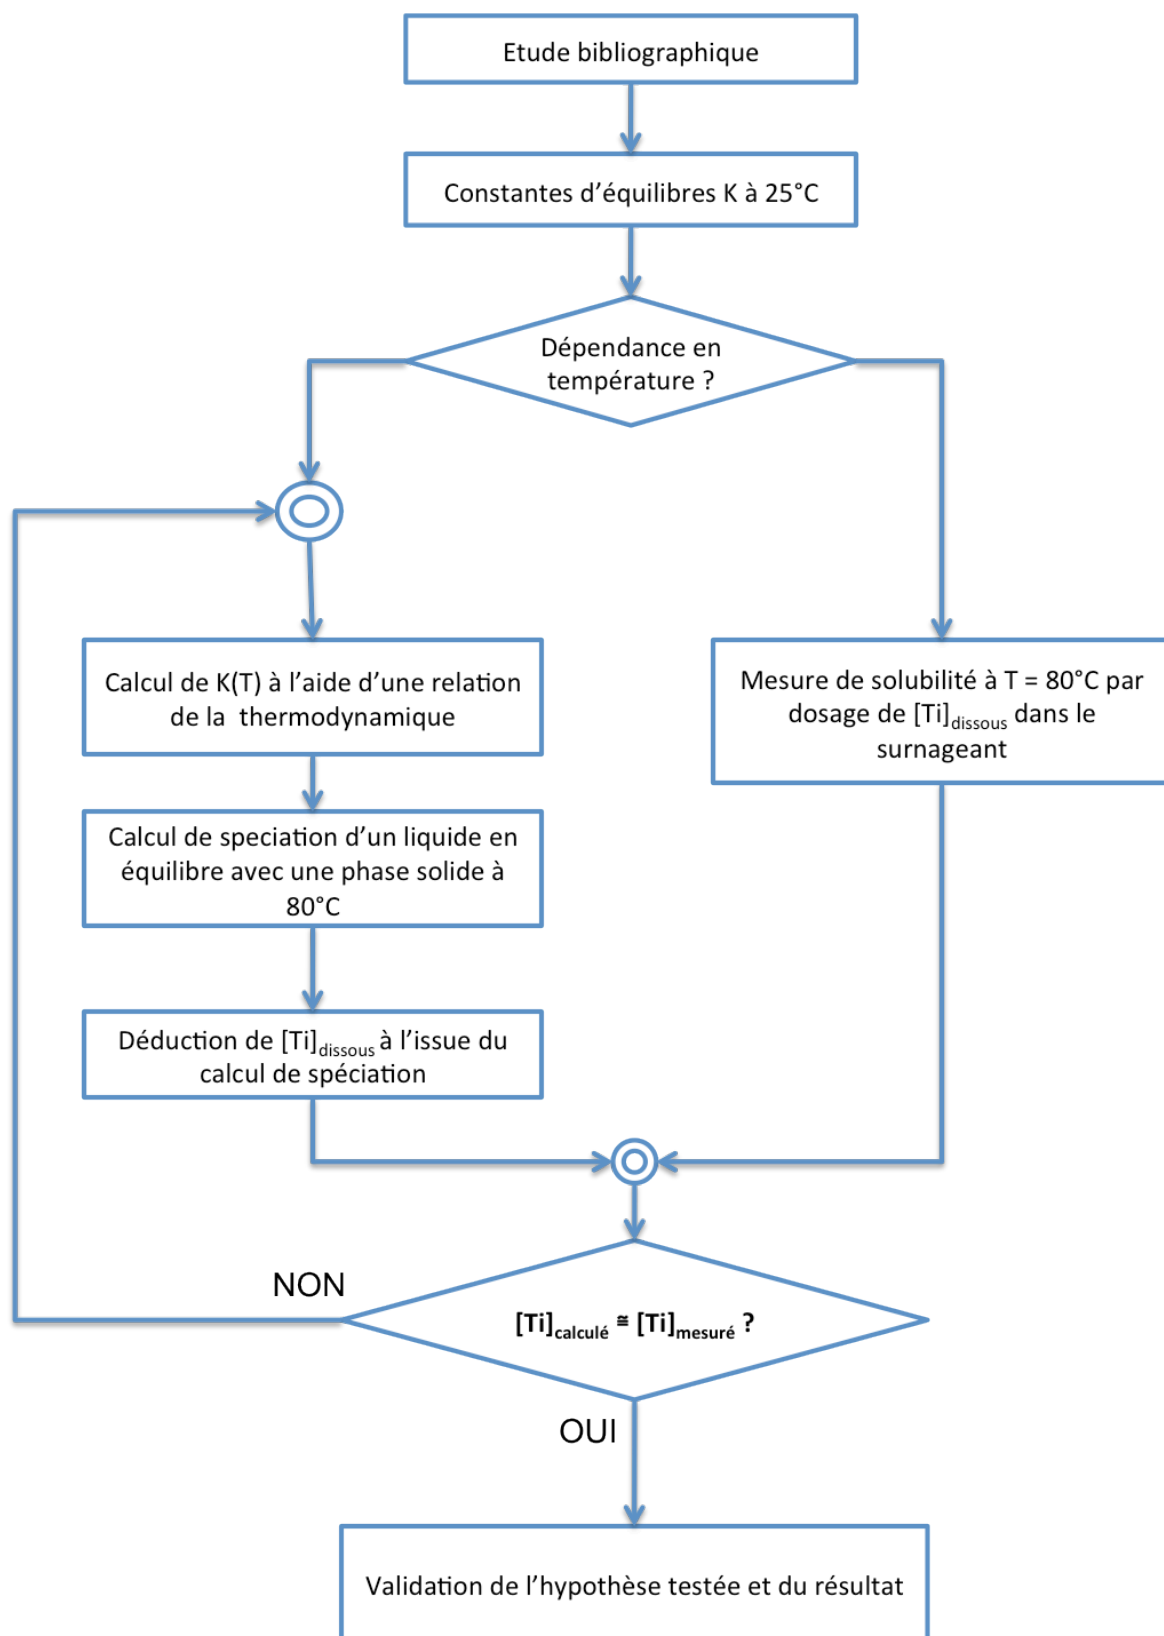 Etude bibliographique
Constantes d’équilibres K à 25°C
Dépendance en
température ?
Calcul de K(T) à l’aide d’une relation
de la thermodynamique
Mesure de solubilité à T = 80°C par
dosage de [Ti]dissous dans le
surnageant
Calcul de speciation d’un liquide en
équilibre avec une phase solide à
80°C
Déduction de [Ti]dissous à l’issue du
calcul de spéciation
NON
[Ti]calculé ≅ [Ti]mesuré ?
OUI
Validation de l’hypothèse testée et du résultat